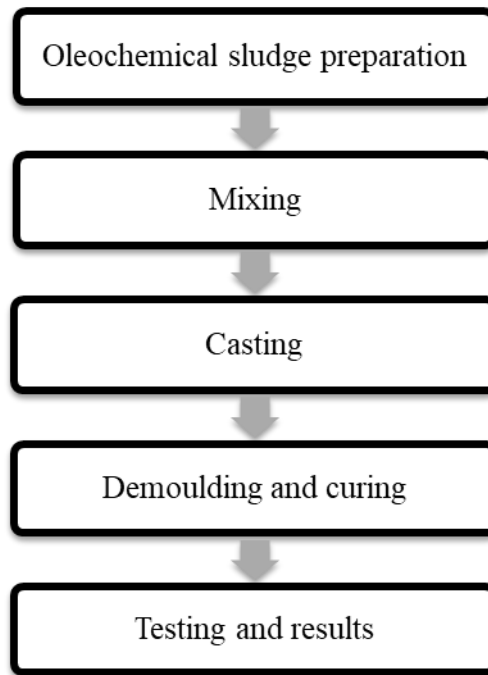 Oleochemical sludge preparation
Mixing
Casting
Demoulding and curing
Testing and results